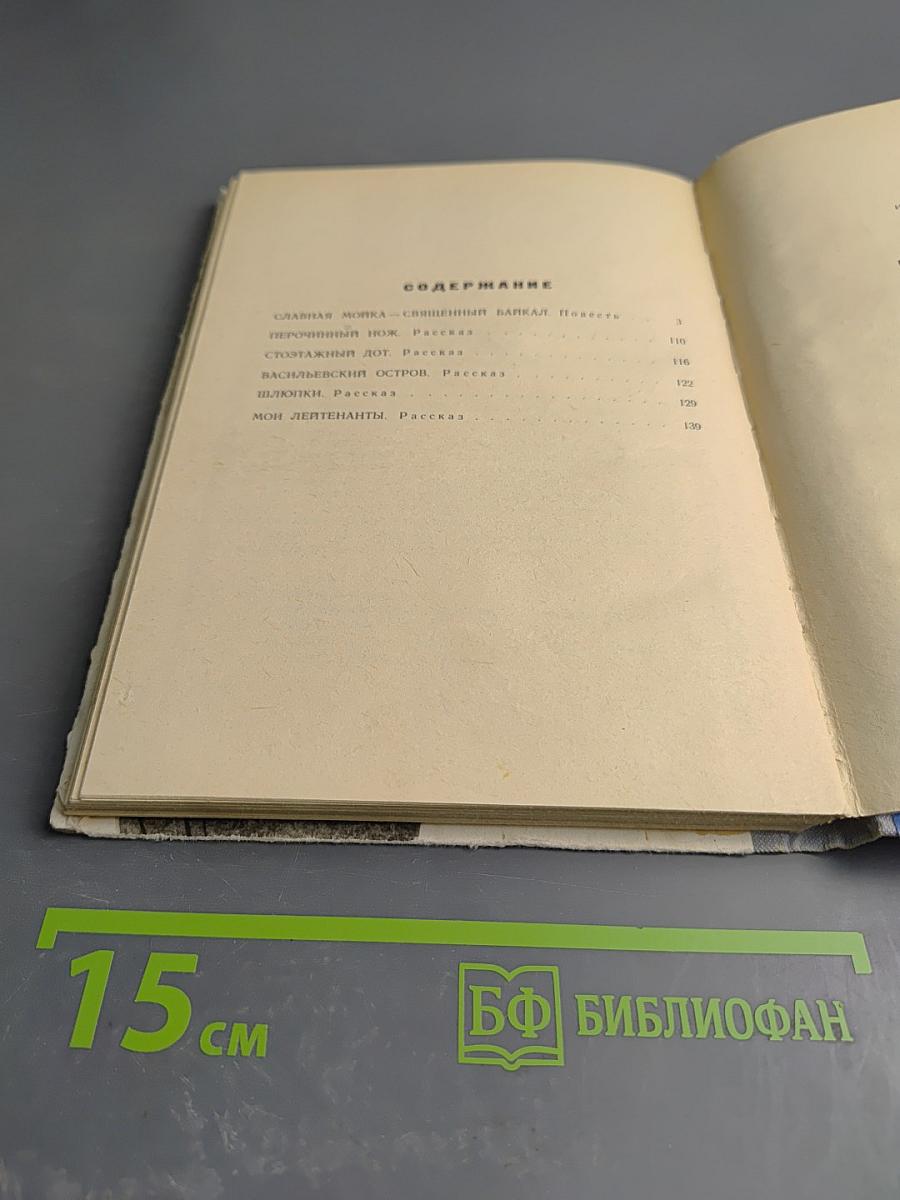 СОДЕРЖАНИЕ
СЛАВНАЯ МОЙКА — СВЯЩЕННЫЙ БАЙКАЛ. Повесть . . 3
ПЕРОЧИННЫЙ НОЖ. Рассказ . . . . . . . . . . 110
СТОЭТАЖНЫЙ ДОТ. Рассказ . . . . . . . . . . 116
ВАСИЛЬЕВСКИЙ ОСТРОВ. Рассказ . . . . . . . . . 122
ШЛЮПКИ. Рассказ . . . . . . . . . . . . . 129
МОИ ЛЕЙТЕНАНТЫ. Рассказ . . . . . . . . . . 139
15 см
БФ БИБЛИОФАН